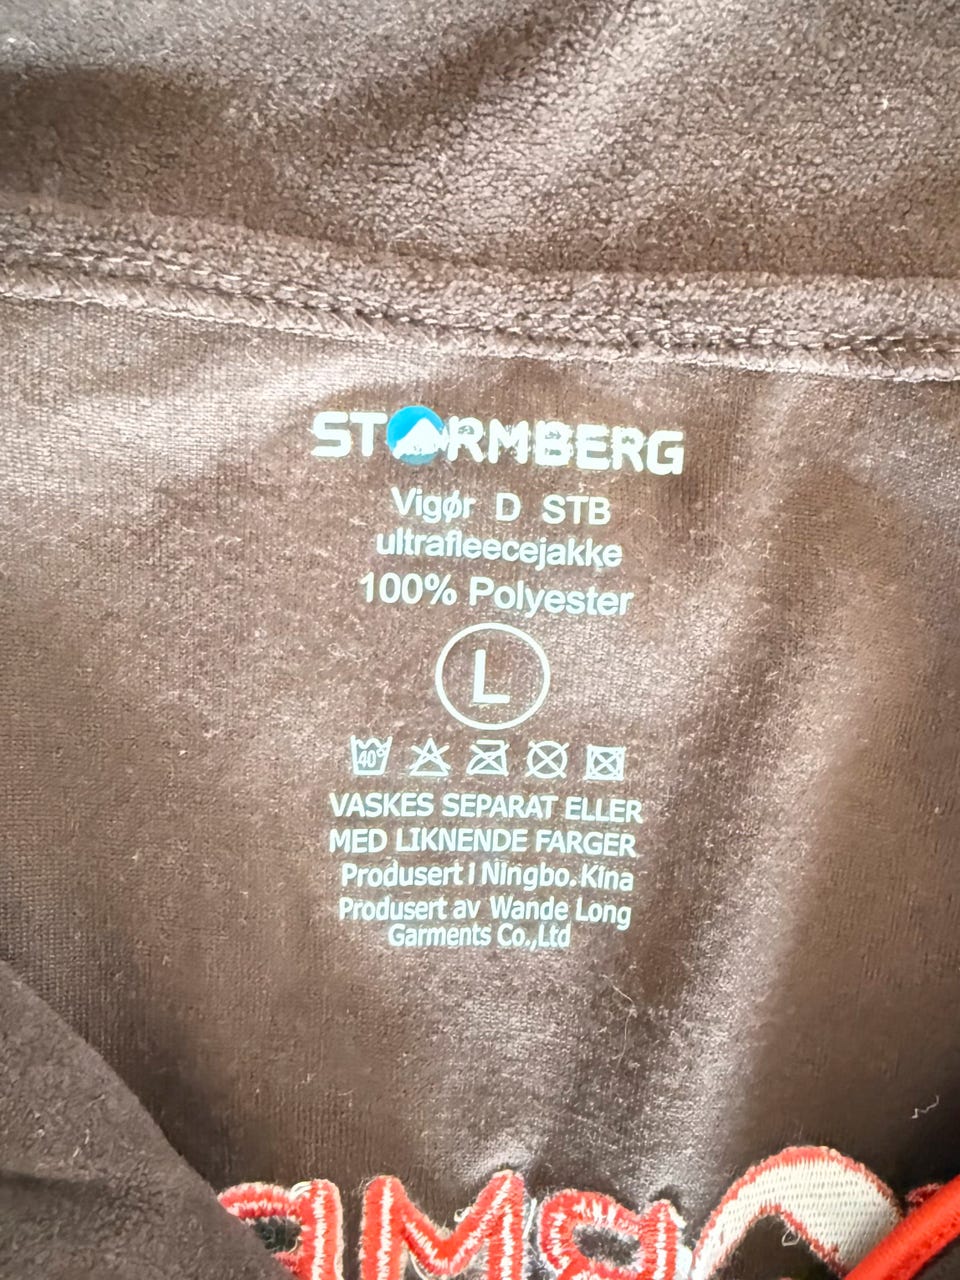 STORMBERG
Vigør D STB
ultrafleecejakke
100% Polyester
L
40°
VASKES SEPARAT ELLER
MED LIKNENDE FARGER
Produsert i Ningbo.Kina
Produsert av Wande Long
Garments Co.,Ltd